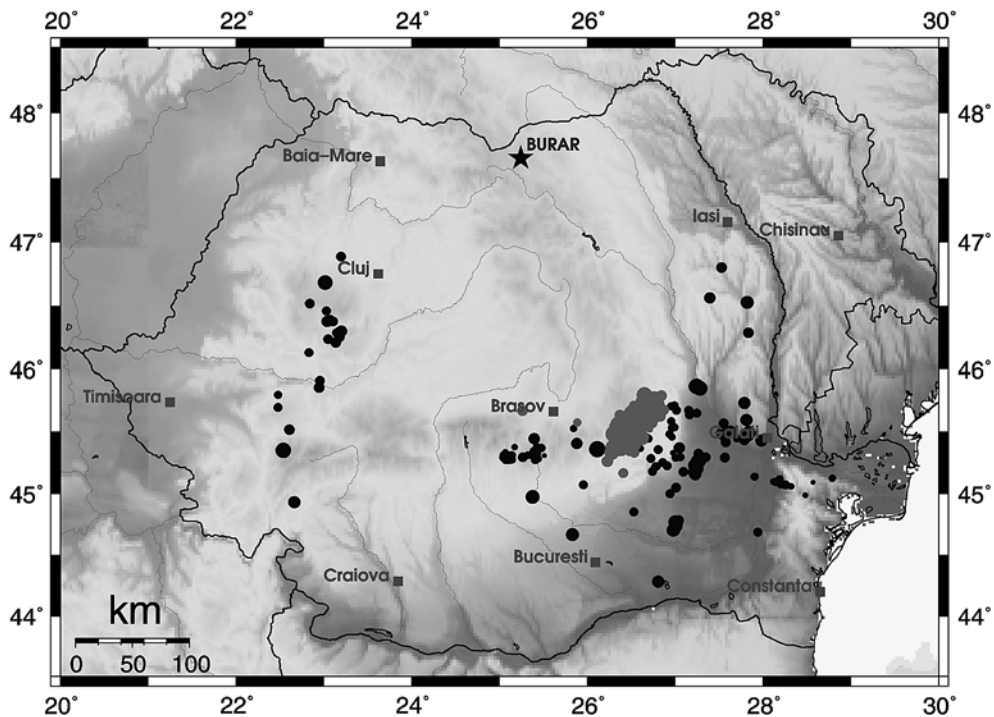 20° 22° 24° 26° 28° 30°
48° 48°
BURAR
Baia–Mare
Iasi
Chisinau
47° 47°
Cluj
46° 46°
Timisoara
Brasov
Galati
45° 45°
Bucuresti
Craiova
Constanta
km
44° 44°
0 50 100
20° 22° 24° 26° 28° 30°